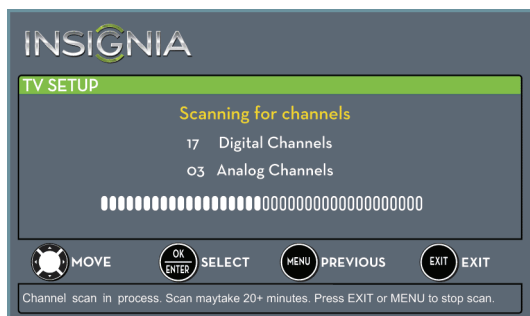 INSIGNIA
TV SETUP
Scanning for channels
17 Digital Channels
03 Analog Channels
MOVE OK ENTER SELECT MENU PREVIOUS EXIT EXIT
Channel scan in process. Scan maytake 20+ minutes. Press EXIT or MENU to stop scan.